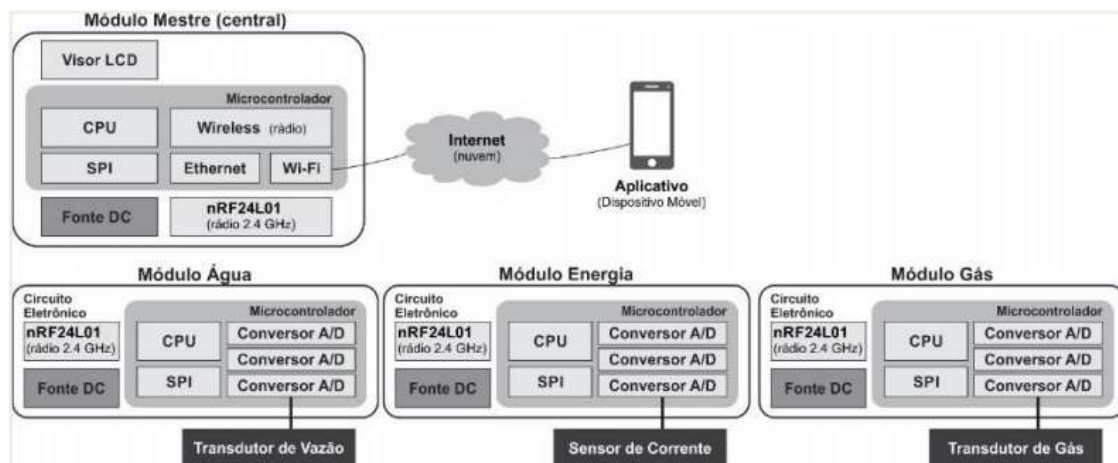 Módulo Mestre (central)
Visor LCD
Microcontrolador
CPU
Wireless (rádio)
SPI
Ethernet
Wi-Fi
Fonte DC
nRF24L01
(rádio 2.4 GHz)
Internet
(nuvem)
Aplicativo
(Dispositivo Móvel)
Módulo Água
Circuito
Eletrônico
nRF24L01
(rádio 2.4 GHz)
Fonte DC
Microcontrolador
CPU
SPI
Conversor A/D
Conversor A/D
Conversor A/D
Transdutor de Vazão
Módulo Energia
Circuito
Eletrônico
nRF24L01
(rádio 2.4 GHz)
Fonte DC
Microcontrolador
CPU
SPI
Conversor A/D
Conversor A/D
Conversor A/D
Sensor de Corrente
Módulo Gás
Circuito
Eletrônico
nRF24L01
(rádio 2.4 GHz)
Fonte DC
Microcontrolador
CPU
SPI
Conversor A/D
Conversor A/D
Conversor A/D
Transdutor de Gás